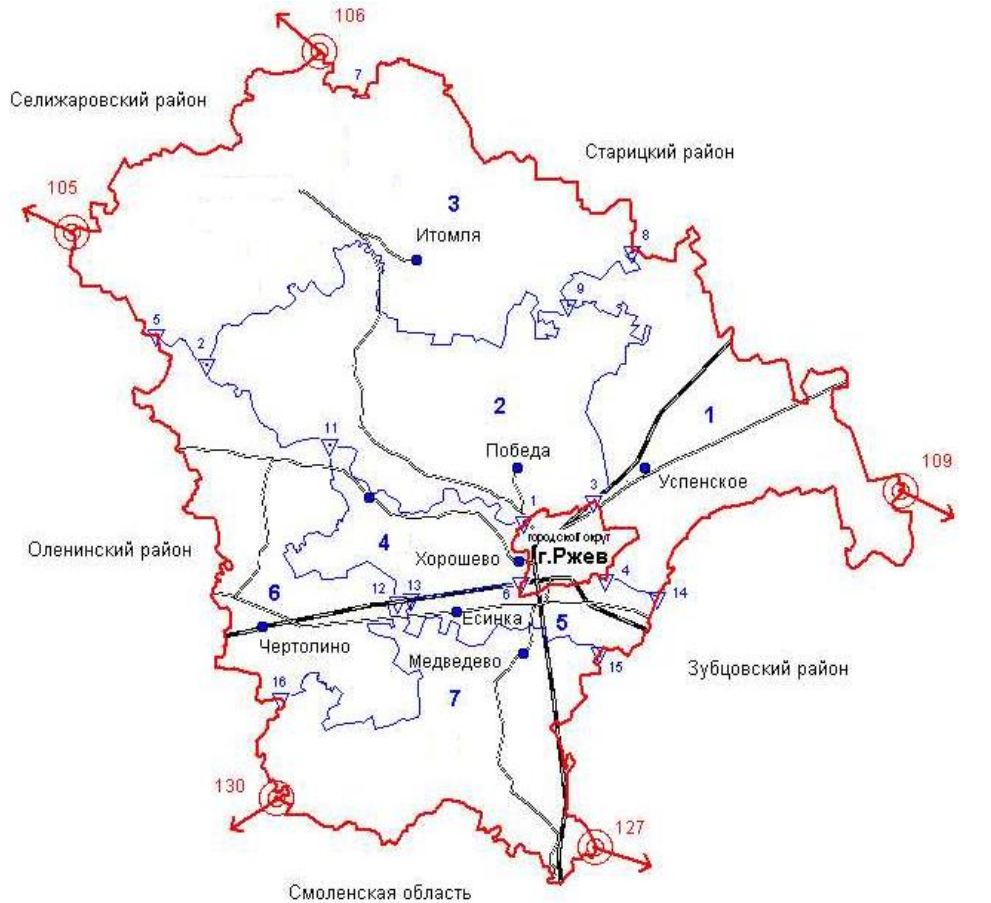 106
7
Селижаровский район
Старицкий район
105
3
Итомля
8
9
5
2
2
1
11
Победа
Успенское
109
3
1
городской округ
г.Ржев
Оленинский район
4
Хорошево
6
12
13
6
4
14
Есинка
5
Чертолино
Медведево
15
Зубцовский район
16
7
130
127
Смоленская область